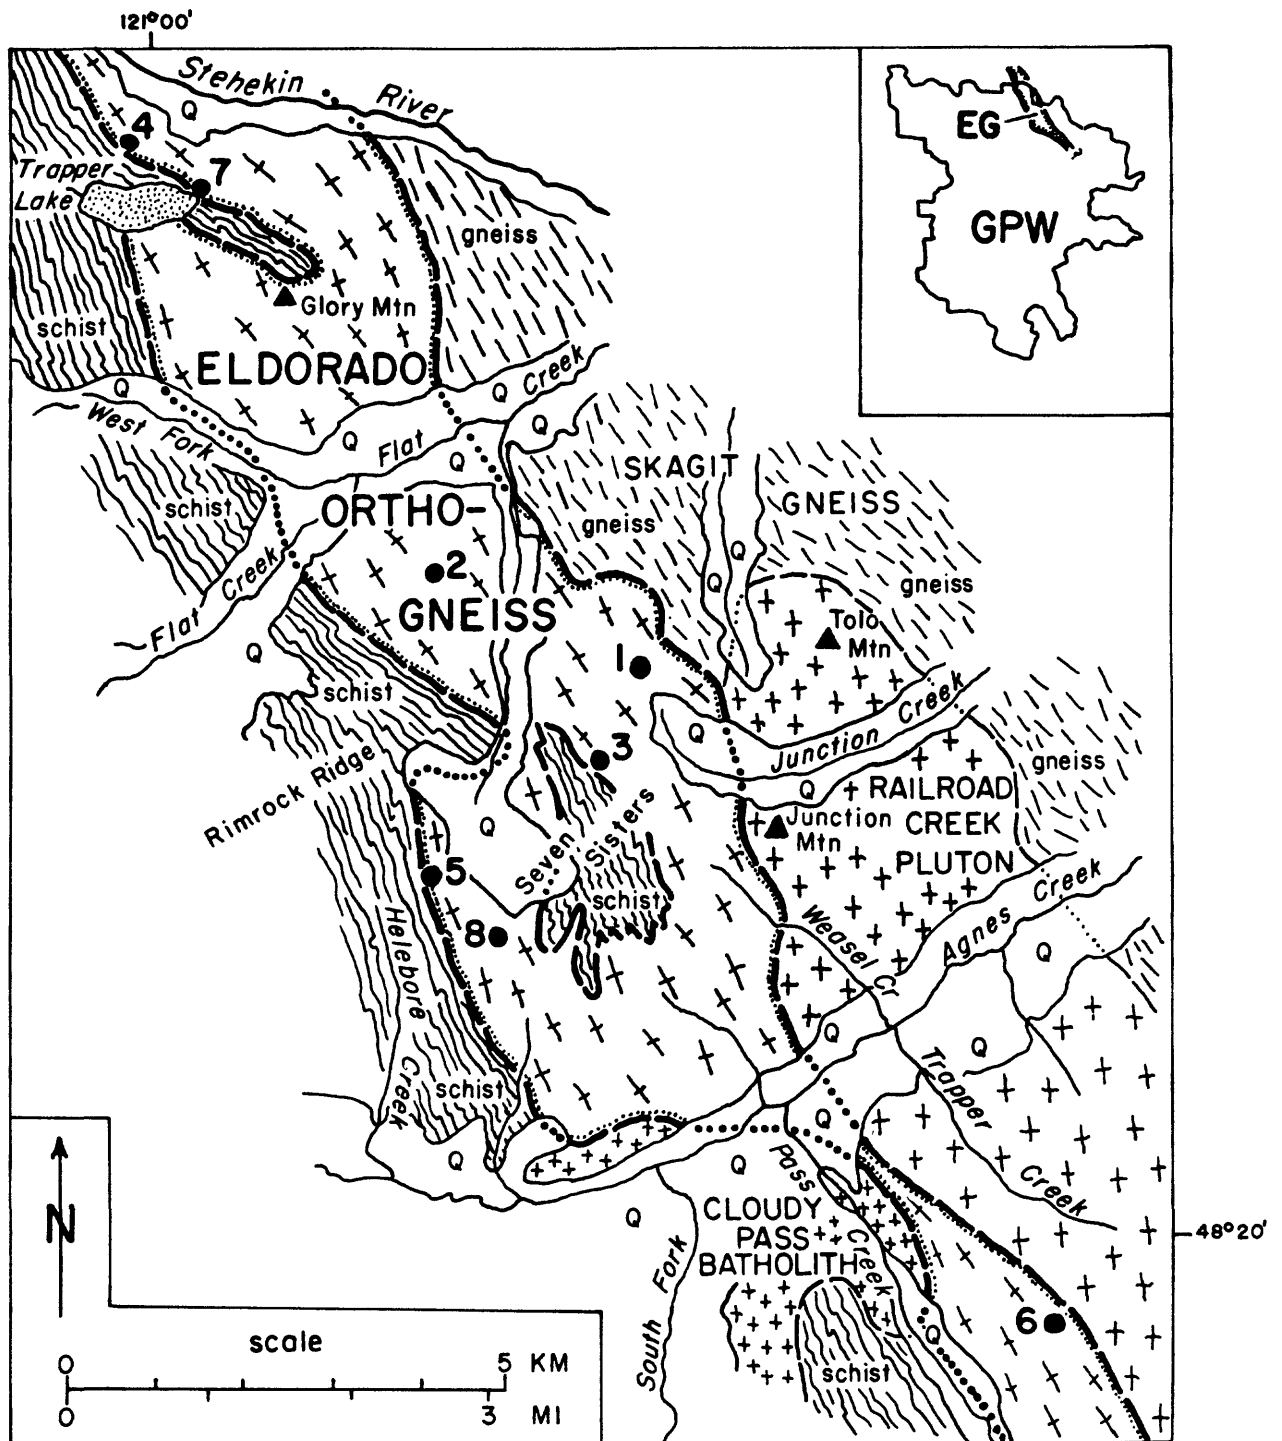 121°00'
Stehekin River
Q
EG
GPW
4
Trapper
Lake
7
gneiss
Glory Mtn
schist
ELDORADO
Q
West Fork
Q
Flat Creek
Q
Q
Q
SKAGIT
GNEISS
schist
ORTHO-
gneiss
2
Q
Q
gneiss
Flat Creek
GNEISS
Tolo
Mtn
Q
1
schist
Q
Junction Creek
3
gneiss
Rimrock Ridge
Q
RAILROAD
CREEK
PLUTON
Junction
Mtn
Q
Seven Sisters
5
schist
Helebore Creek
8
Weasel Cr
Agnes Creek
Q
Q
Q
Trapper Creek
schist
Q
Q
Pass Creek
Q
Q
CLOUDY
PASS
BATHOLITH
48°20'
N
South Fork
6
Q
schist
scale
0 5 KM
0 3 MI